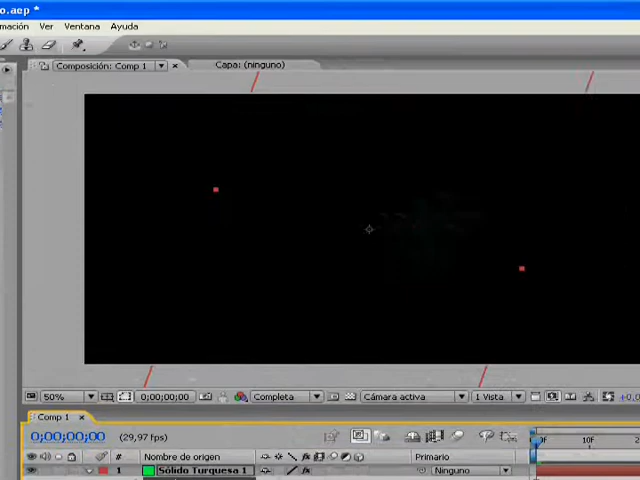 o.aep *
mación Ver Ventana Ayuda
Composición: Comp 1 Capa: (ninguno)
50% 0;00;00;00 Completa Cámara activa 1 Vista +0,0
Comp 1
0;00;00;00 (29,97 fps) 10F
# Nombre de origen Primario
1 Sólido Turquesa 1 Ninguno